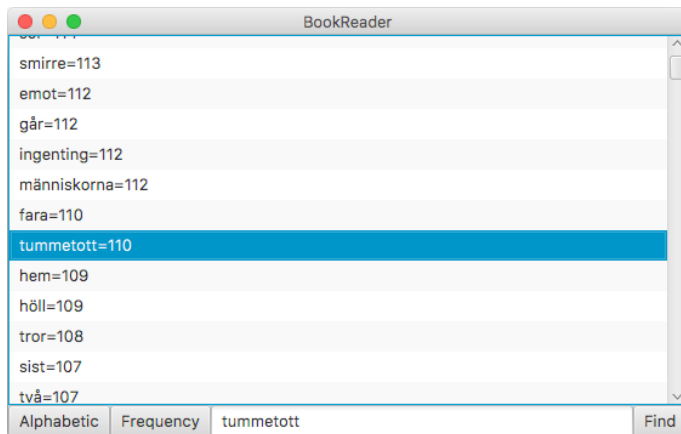 BookReader
smirre=113
emot=112
går=112
ingenting=112
människorna=112
fara=110
tummetott=110
hem=109
höll=109
tror=108
sist=107
två=107
Alphabetic Frequency tummetott Find